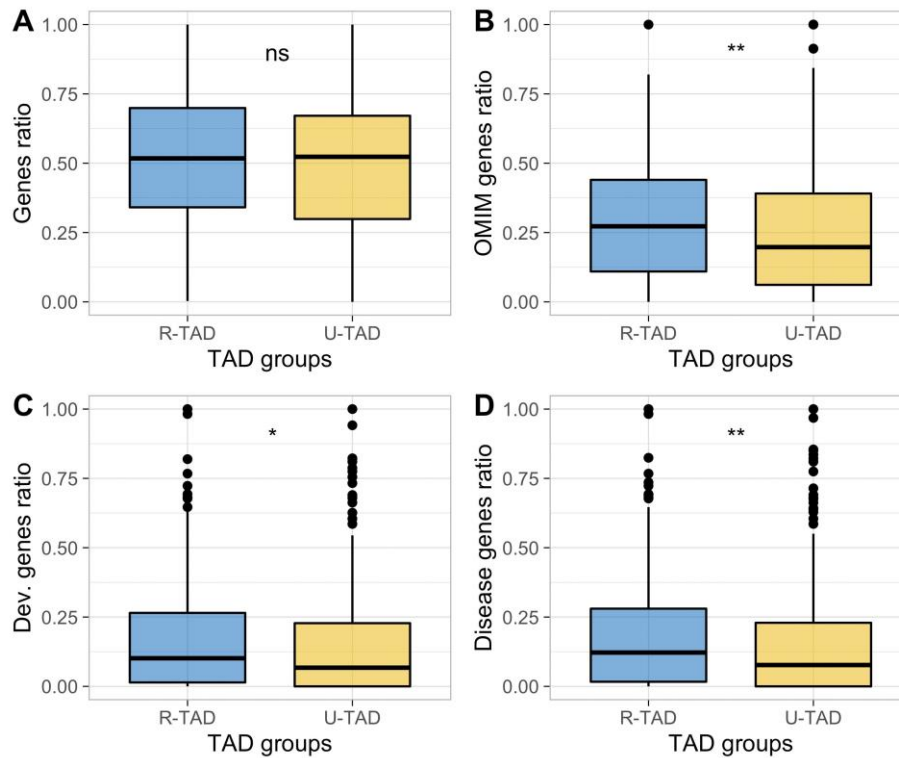 A
Genes ratio
1.00
0.75
0.50
0.25
0.00
ns
R-TAD U-TAD
TAD groups
B
OMIM genes ratio
1.00
0.75
0.50
0.25
0.00
**
R-TAD U-TAD
TAD groups
C
Dev. genes ratio
1.00
0.75
0.50
0.25
0.00
*
R-TAD U-TAD
TAD groups
D
Disease genes ratio
1.00
0.75
0.50
0.25
0.00
**
R-TAD U-TAD
TAD groups